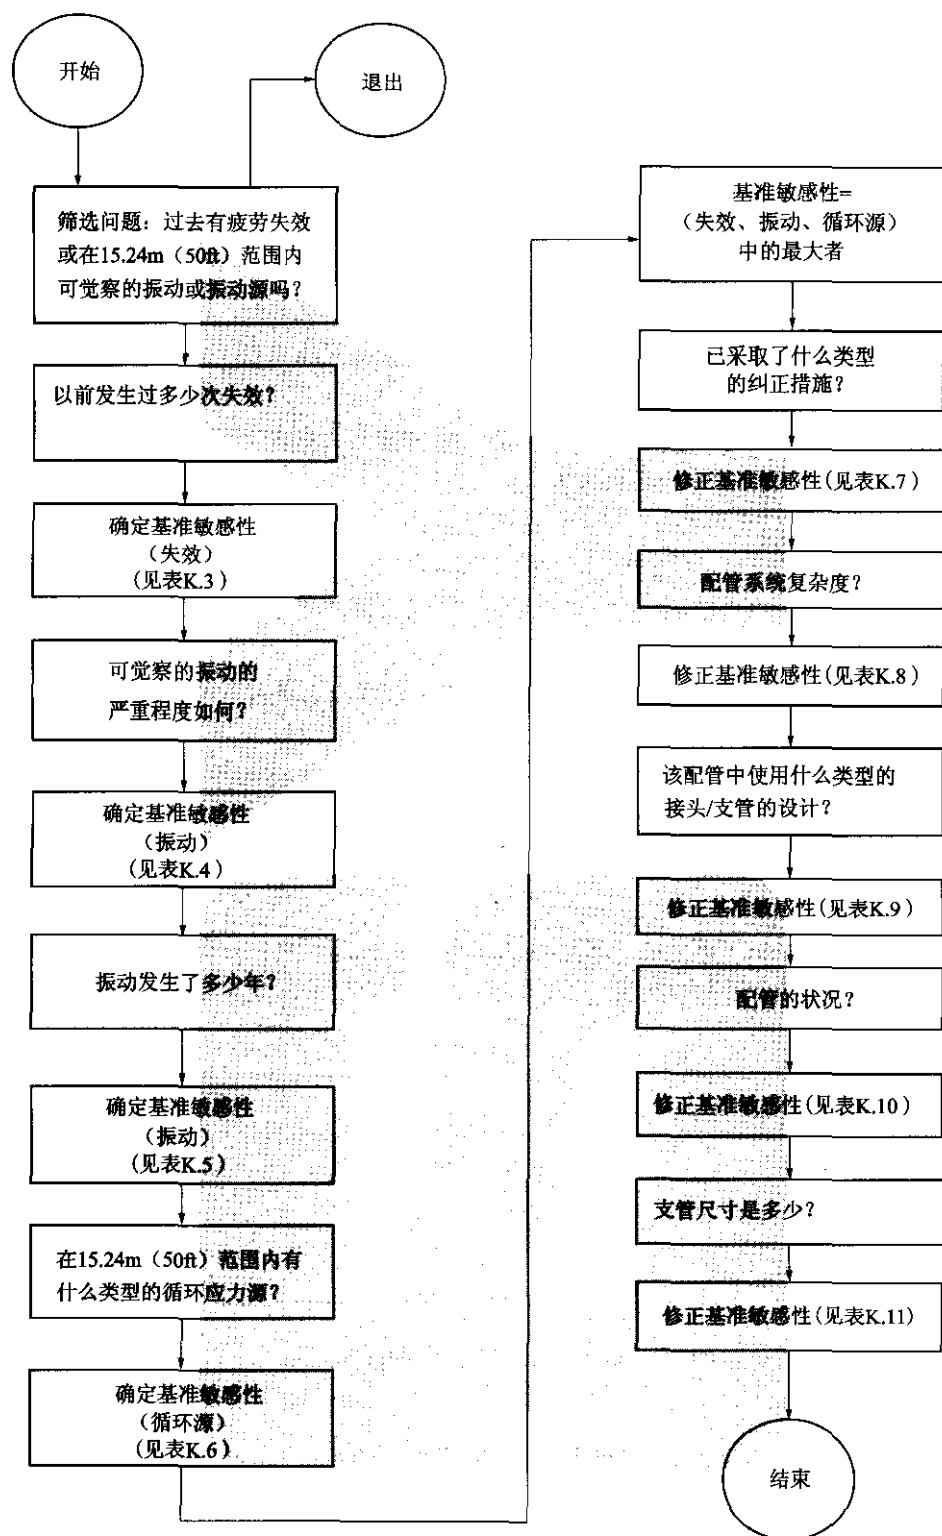 开始
退出
筛选问题：过去有疲劳失效
或在15.24m（50ft）范围内
可觉察的振动或振动源吗？
以前发生过多少次失效？
确定基准敏感性
（失效）
（见表K.3）
可觉察的振动的
严重程度如何？
确定基准敏感性
（振动）
（见表K.4）
振动发生了多少年？
确定基准敏感性
（振动）
（见表K.5）
在15.24m（50ft）范围内有
什么类型的循环应力源？
确定基准敏感性
（循环源）
（见表K.6）
基准敏感性=
（失效、振动、循环源）
中的最大者
已采取了什么类型
的纠正措施？
修正基准敏感性（见表K.7）
配管系统复杂度？
修正基准敏感性（见表K.8）
该配管中使用什么类型的
接头/支管的设计？
修正基准敏感性（见表K.9）
配管的状况？
修正基准敏感性（见表K.10）
支管尺寸是多少？
修正基准敏感性（见表K.11）
结束